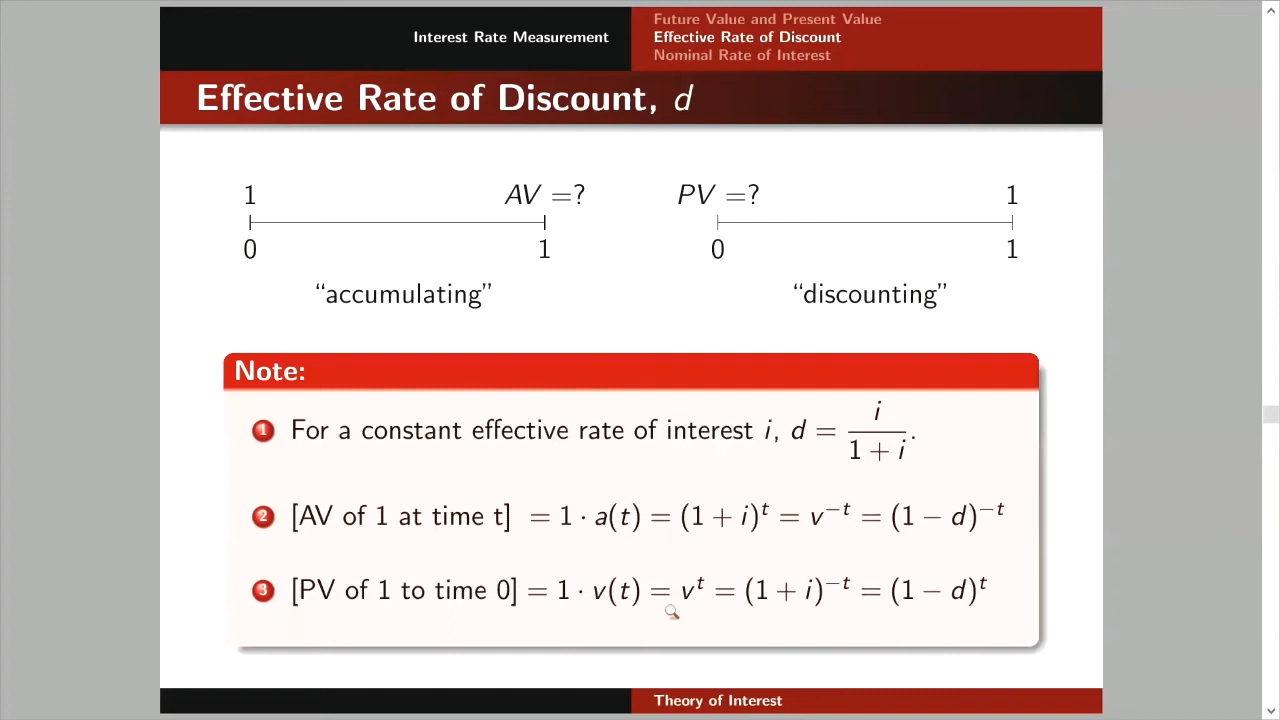 Interest Rate Measurement
Future Value and Present Value
Effective Rate of Discount
Nominal Rate of Interest
Effective Rate of Discount, d
1 AV =? PV =? 1
0 1 0 1
“accumulating” “discounting”
Note:
1 For a constant effective rate of interest i, d = i / (1 + i).
2 [AV of 1 at time t] = 1 · a(t) = (1 + i)^t = v^−t = (1 − d)^−t
3 [PV of 1 to time 0] = 1 · v(t) = v^t = (1 + i)^−t = (1 − d)^t
Theory of Interest